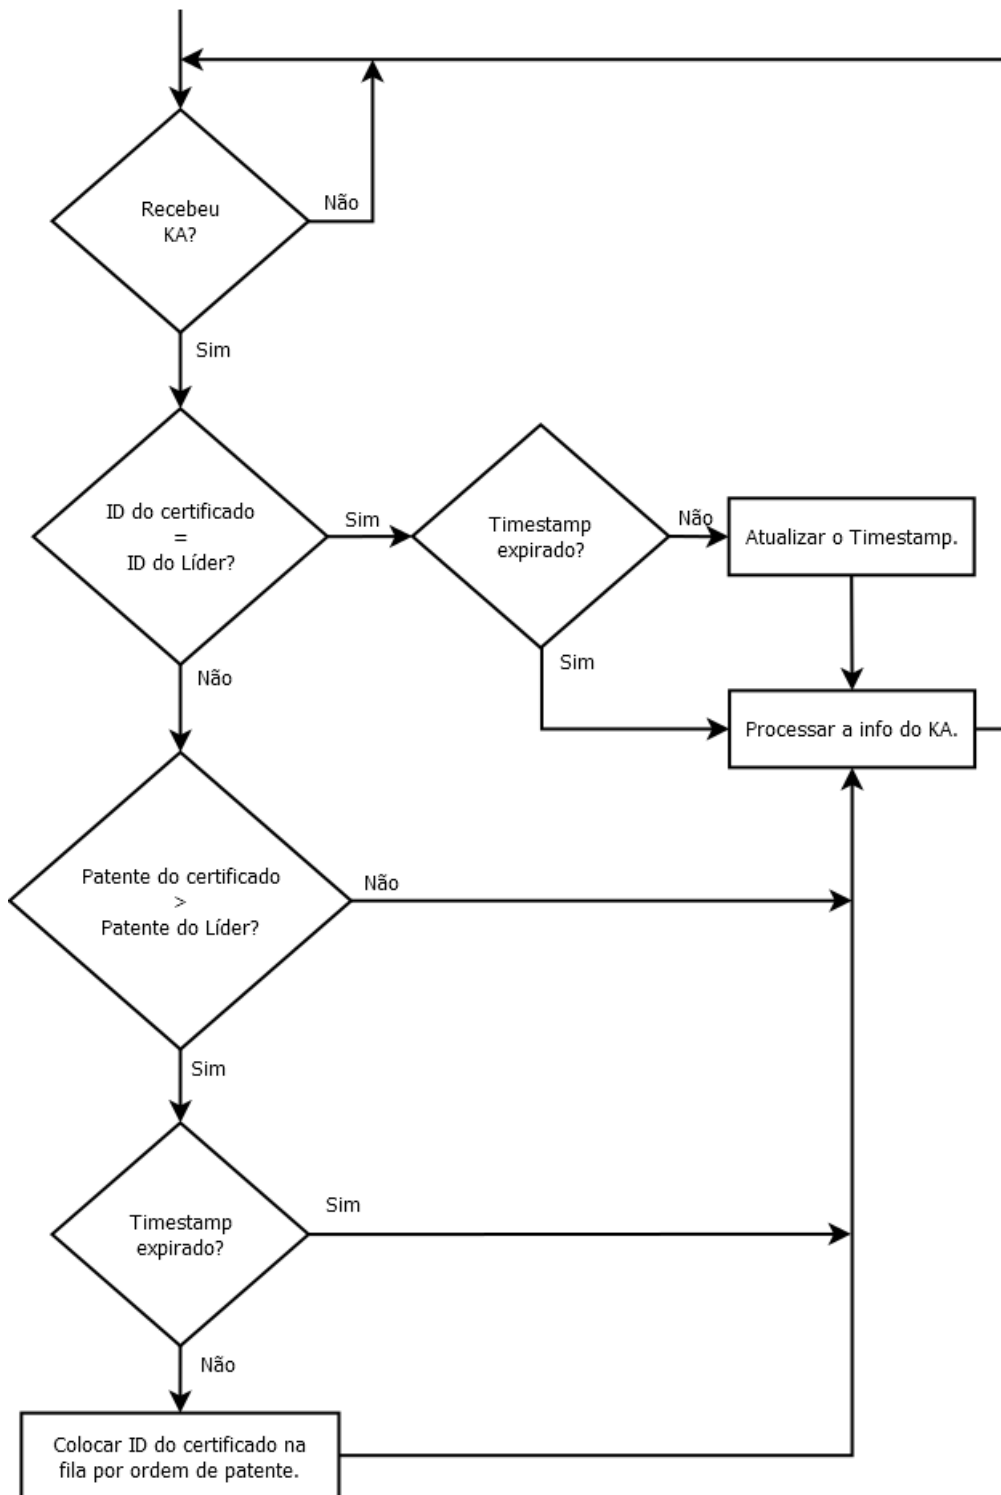 Recebeu
KA?
Não
Sim
ID do certificado
=
ID do Líder?
Sim
Timestamp
expirado?
Não
Atualizar o Timestamp.
Sim
Não
Processar a info do KA.
Patente do certificado
>
Patente do Líder?
Não
Sim
Timestamp
expirado?
Sim
Não
Colocar ID do certificado na
fila por ordem de patente.